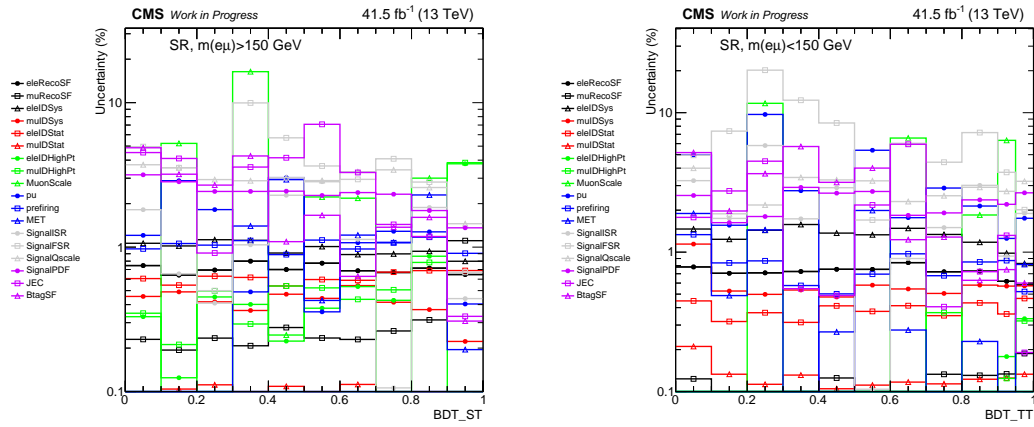 CMS Work in Progress 41.5 fb-1 (13 TeV)
SR, m(eμ)>150 GeV
Uncertainty (%)
10
1
0.1
0 0.2 0.4 0.6 0.8 1
BDT_ST
eleRecoSF
muRecoSF
eleIDSys
muIDSys
eleIDStat
muIDStat
eleIDHighPt
muIDHighPt
MuonScale
pu
prefiring
MET
SignalISR
SignalFSR
SignalQscale
SignalPDF
JEC
BtagSF
CMS Work in Progress 41.5 fb-1 (13 TeV)
SR, m(eμ)<150 GeV
Uncertainty (%)
10
1
0.1
0 0.2 0.4 0.6 0.8 1
BDT_TT
eleRecoSF
muRecoSF
eleIDSys
muIDSys
eleIDStat
muIDStat
eleIDHighPt
muIDHighPt
MuonScale
pu
prefiring
MET
SignalISR
SignalFSR
SignalQscale
SignalPDF
JEC
BtagSF